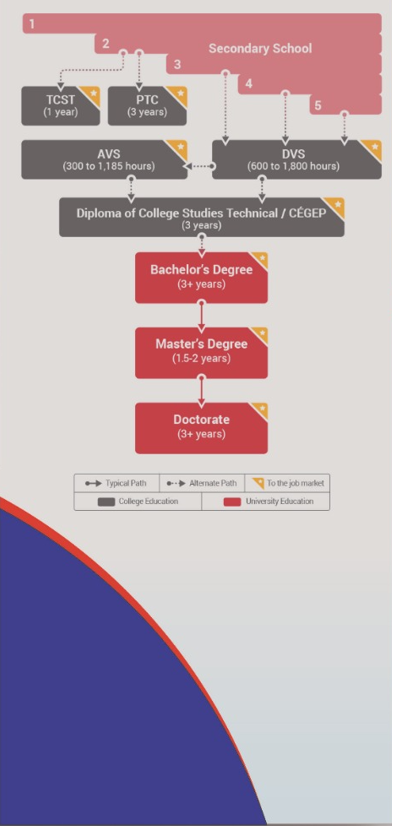 1
2
Secondary School
3
4
5
TCST
(1 year)
PTC
(3 years)
AVS
(300 to 1,185 hours)
DVS
(600 to 1,800 hours)
Diploma of College Studies Technical / CÉGEP
(3 years)
Bachelor's Degree
(3+ years)
Master's Degree
(1.5-2 years)
Doctorate
(3+ years)
Typical Path
Alternate Path
To the job market
College Education
University Education